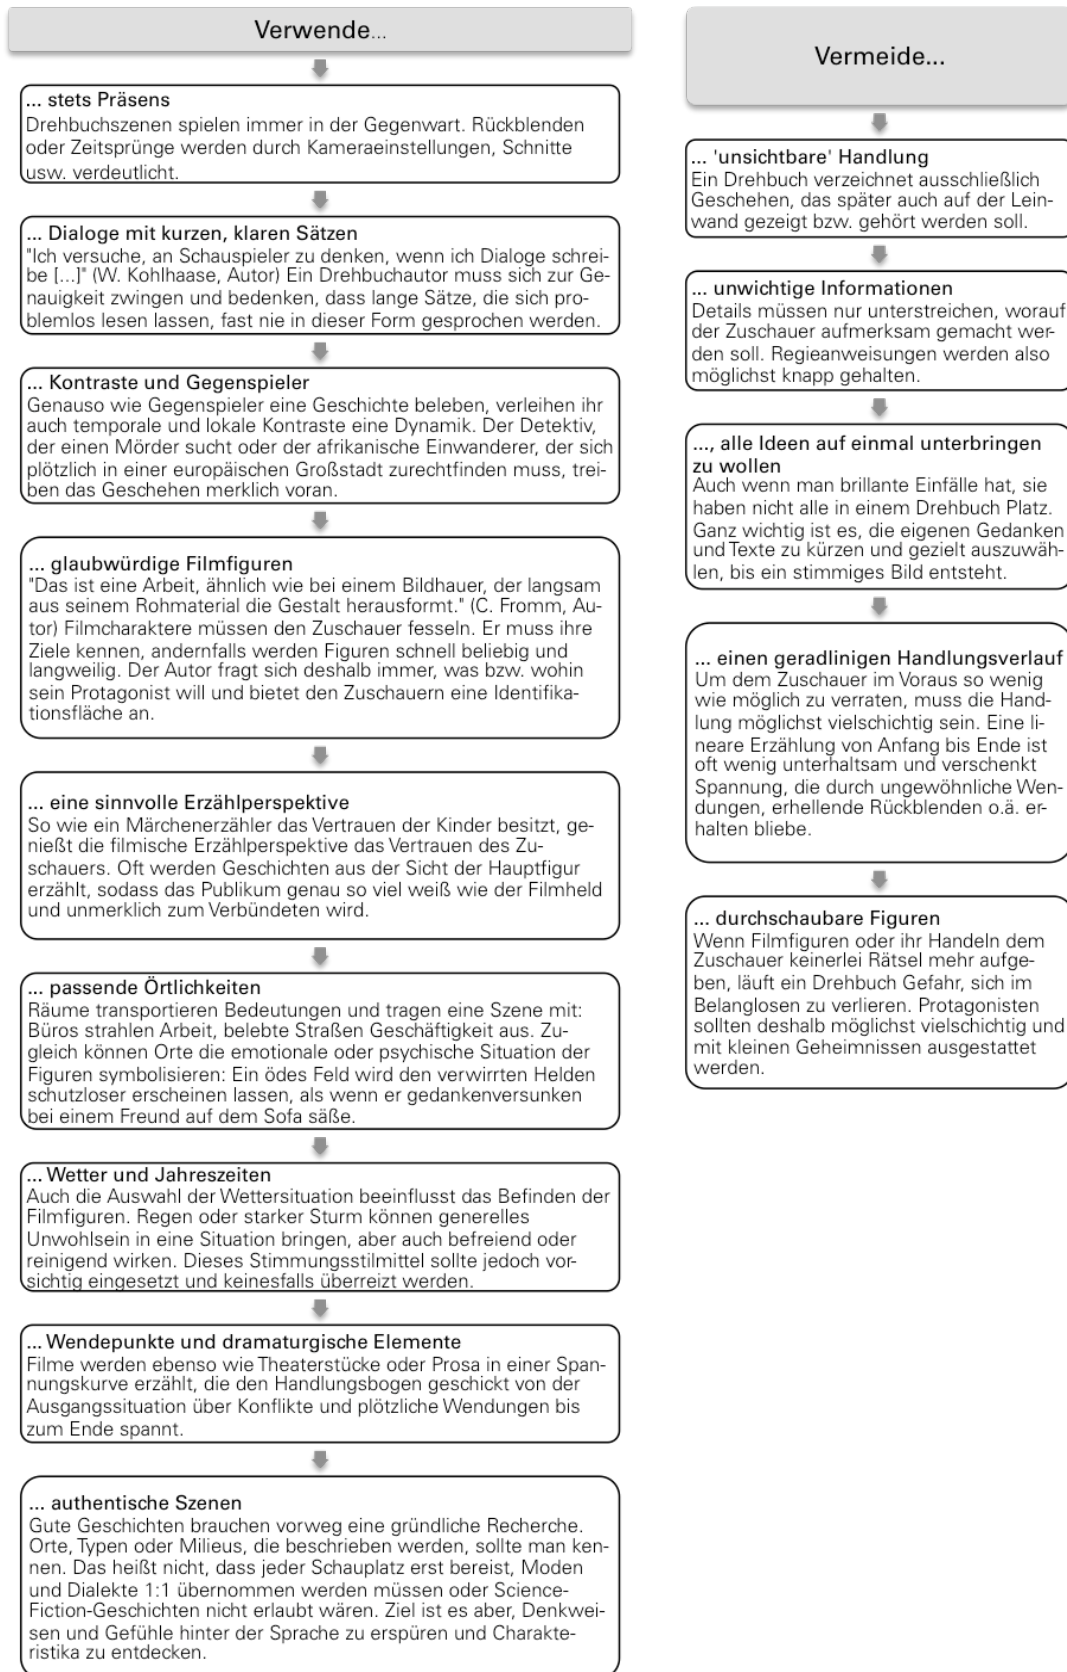 Verwende...
... stets Präsens
Drehbuchszenen spielen immer in der Gegenwart. Rückblenden
oder Zeitsprünge werden durch Kameraeinstellungen, Schnitte
usw. verdeutlicht.
... Dialoge mit kurzen, klaren Sätzen
"Ich versuche, an Schauspieler zu denken, wenn ich Dialoge schrei-
be [...]" (W. Kohlhaase, Autor) Ein Drehbuchautor muss sich zur Ge-
nauigkeit zwingen und bedenken, dass lange Sätze, die sich pro-
blemlos lesen lassen, fast nie in dieser Form gesprochen werden.
... Kontraste und Gegenspieler
Genauso wie Gegenspieler eine Geschichte beleben, verleihen ihr
auch temporale und lokale Kontraste eine Dynamik. Der Detektiv,
der einen Mörder sucht oder der afrikanische Einwanderer, der sich
plötzlich in einer europäischen Großstadt zurechtfinden muss, trei-
ben das Geschehen merklich voran.
... glaubwürdige Filmfiguren
"Das ist eine Arbeit, ähnlich wie bei einem Bildhauer, der langsam
aus seinem Rohmaterial die Gestalt herausformt." (C. Fromm, Au-
tor) Filmcharaktere müssen den Zuschauer fesseln. Er muss ihre
Ziele kennen, andernfalls werden Figuren schnell beliebig und
langweilig. Der Autor fragt sich deshalb immer, was bzw. wohin
sein Protagonist will und bietet den Zuschauern eine Identifika-
tionsfläche an.
... eine sinnvolle Erzählperspektive
So wie ein Märchenerzähler das Vertrauen der Kinder besitzt, ge-
nießt die filmische Erzählperspektive das Vertrauen des Zu-
schauers. Oft werden Geschichten aus der Sicht der Hauptfigur
erzählt, sodass das Publikum genau so viel weiß wie der Filmheld
und unmerklich zum Verbündeten wird.
... passende Örtlichkeiten
Räume transportieren Bedeutungen und tragen eine Szene mit:
Büros strahlen Arbeit, belebte Straßen Geschäftigkeit aus. Zu-
gleich können Orte die emotionale oder psychische Situation der
Figuren symbolisieren: Ein ödes Feld wird den verwirrten Helden
schutzloser erscheinen lassen, als wenn er gedankenversunken
bei einem Freund auf dem Sofa säße.
... Wetter und Jahreszeiten
Auch die Auswahl der Wettersituation beeinflusst das Befinden der
Filmfiguren. Regen oder starker Sturm können generelles
Unwohlsein in eine Situation bringen, aber auch befreiend oder
reinigend wirken. Dieses Stimmungsstilmittel sollte jedoch vor-
sichtig eingesetzt und keinesfalls überreizt werden.
... Wendepunkte und dramaturgische Elemente
Filme werden ebenso wie Theaterstücke oder Prosa in einer Span-
nungskurve erzählt, die den Handlungsbogen geschickt von der
Ausgangssituation über Konflikte und plötzliche Wendungen bis
zum Ende spannt.
... authentische Szenen
Gute Geschichten brauchen vorweg eine gründliche Recherche.
Orte, Typen oder Milieus, die beschrieben werden, sollte man ken-
nen. Das heißt nicht, dass jeder Schauplatz erst bereist, Moden
und Dialekte 1:1 übernommen werden müssen oder Science-
Fiction-Geschichten nicht erlaubt wären. Ziel ist es aber, Denkwei-
sen und Gefühle hinter der Sprache zu erspüren und Charakte-
ristika zu entdecken.
Vermeide...
... 'unsichtbare' Handlung
Ein Drehbuch verzeichnet ausschließlich
Geschehen, das später auch auf der Lein-
wand gezeigt bzw. gehört werden soll.
... unwichtige Informationen
Details müssen nur unterstreichen, worauf
der Zuschauer aufmerksam gemacht wer-
den soll. Regieanweisungen werden also
möglichst knapp gehalten.
..., alle Ideen auf einmal unterbringen
zu wollen
Auch wenn man brillante Einfälle hat, sie
haben nicht alle in einem Drehbuch Platz.
Ganz wichtig ist es, die eigenen Gedanken
und Texte zu kürzen und gezielt auszuwäh-
len, bis ein stimmiges Bild entsteht.
... einen geradlinigen Handlungsverlauf
Um dem Zuschauer im Voraus so wenig
wie möglich zu verraten, muss die Hand-
lung möglichst vielschichtig sein. Eine li-
neare Erzählung von Anfang bis Ende ist
oft wenig unterhaltsam und verschenkt
Spannung, die durch ungewöhnliche Wen-
dungen, erhellende Rückblenden o.ä. er-
halten bliebe.
... durchschaubare Figuren
Wenn Filmfiguren oder ihr Handeln dem
Zuschauer keinerlei Rätsel mehr aufge-
ben, läuft ein Drehbuch Gefahr, sich im
Belanglosen zu verlieren. Protagonisten
sollten deshalb möglichst vielschichtig und
mit kleinen Geheimnissen ausgestattet
werden.